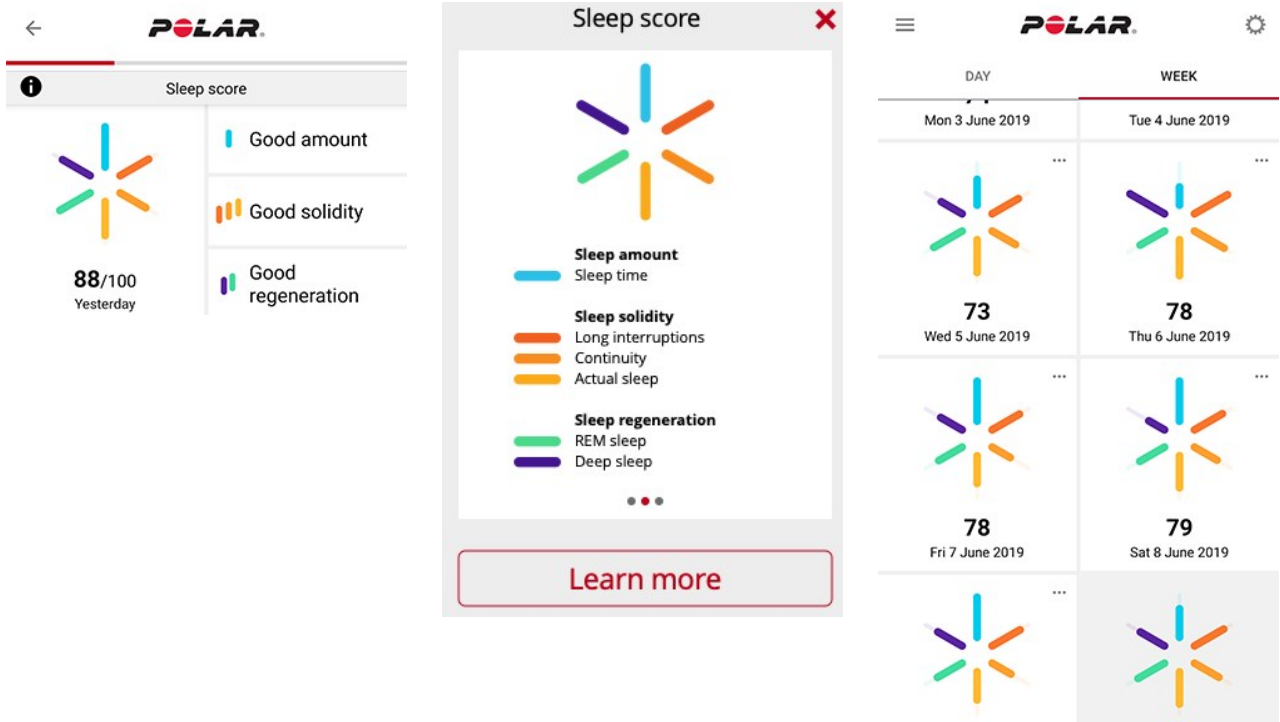 POLAR.
Sleep score
Good amount
Good solidity
Good
regeneration
88/100
Yesterday
Sleep score
Sleep amount
Sleep time
Sleep solidity
Long interruptions
Continuity
Actual sleep
Sleep regeneration
REM sleep
Deep sleep
Learn more
POLAR.
DAY WEEK
Mon 3 June 2019 Tue 4 June 2019
73 78
Wed 5 June 2019 Thu 6 June 2019
78 79
Fri 7 June 2019 Sat 8 June 2019